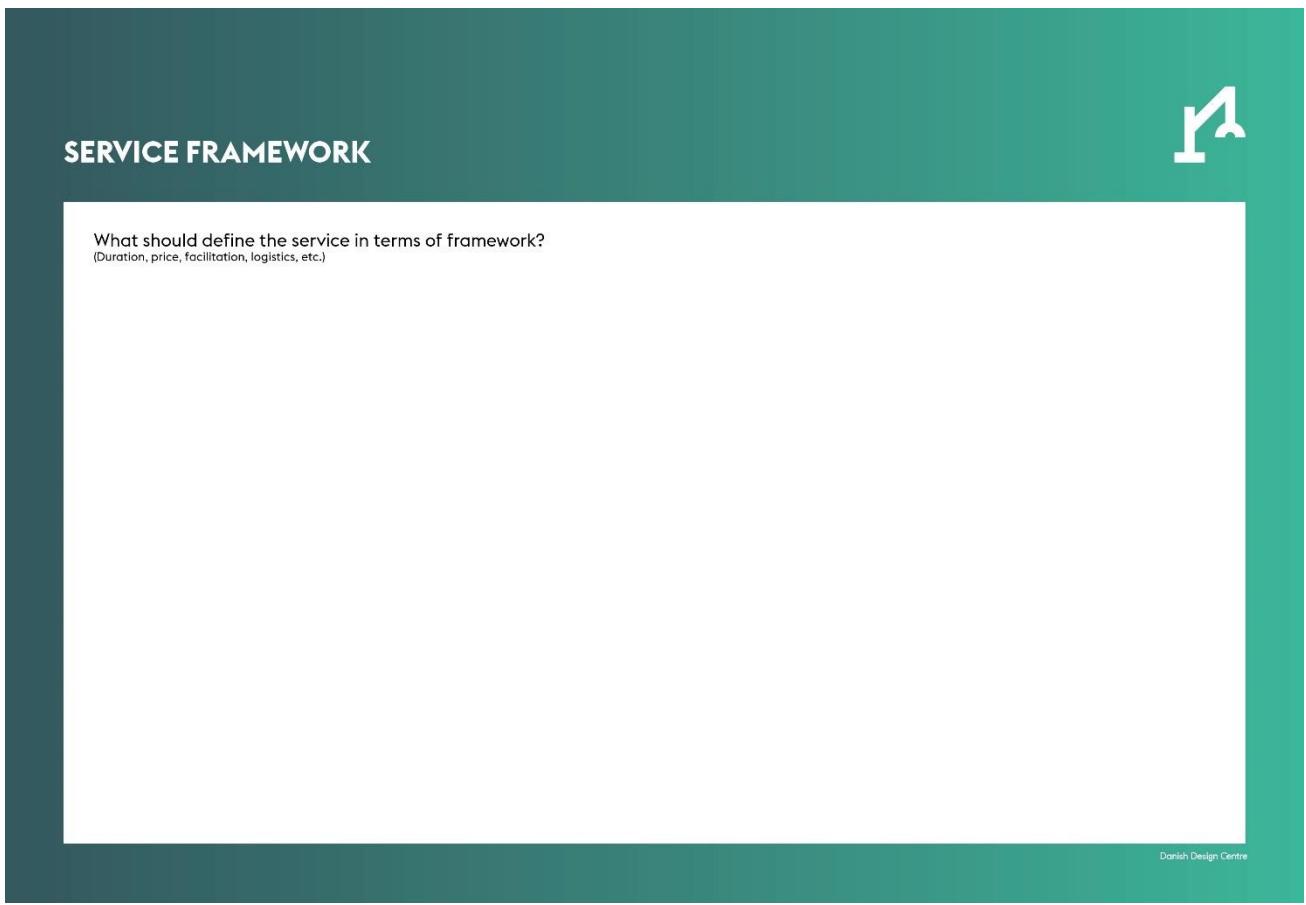 SERVICE FRAMEWORK
What should define the service in terms of framework?
(Duration, price, facilitation, logistics, etc.)
Danish Design Centre